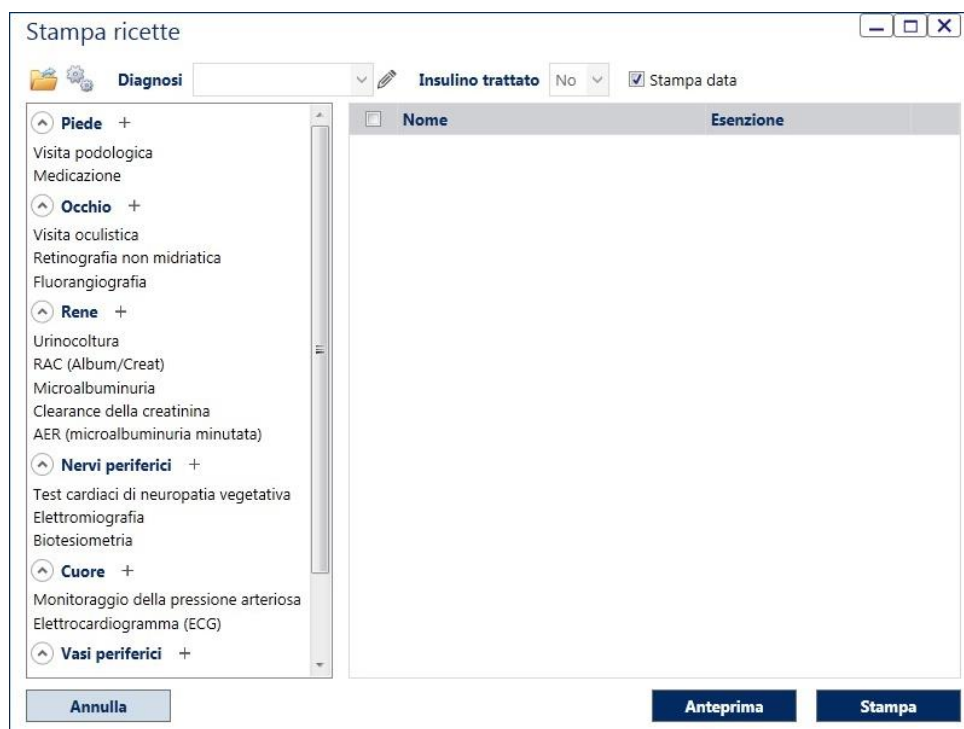 Stampa ricette
Diagnosi Insulino trattato No Stampa data
Piede +
Visita podologica
Medicazione
Occhio +
Visita oculistica
Retinografia non midriatica
Fluorangiografia
Rene +
Urinocoltura
RAC (Album/Creat)
Microalbuminuria
Clearance della creatinina
AER (microalbuminuria minutata)
Nervi periferici +
Test cardiaci di neuropatia vegetativa
Elettromiografia
Biotesiometria
Cuore +
Monitoraggio della pressione arteriosa
Elettrocardiogramma (ECG)
Vasi periferici +
Nome Esenzione
Annulla Anteprima Stampa